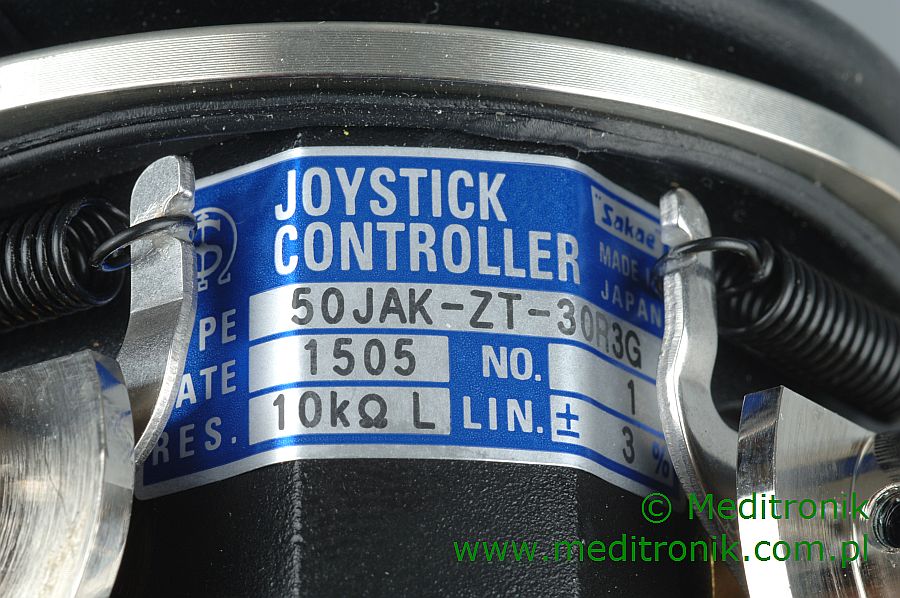 JOYSTICK
CONTROLLER
"Sakae"
MADE IN
JAPAN
50JAK-ZT-30R3G
1505 NO. 1
RES. 10kΩ L LIN. ± 3 %
© Meditronik
www.meditronik.com.pl